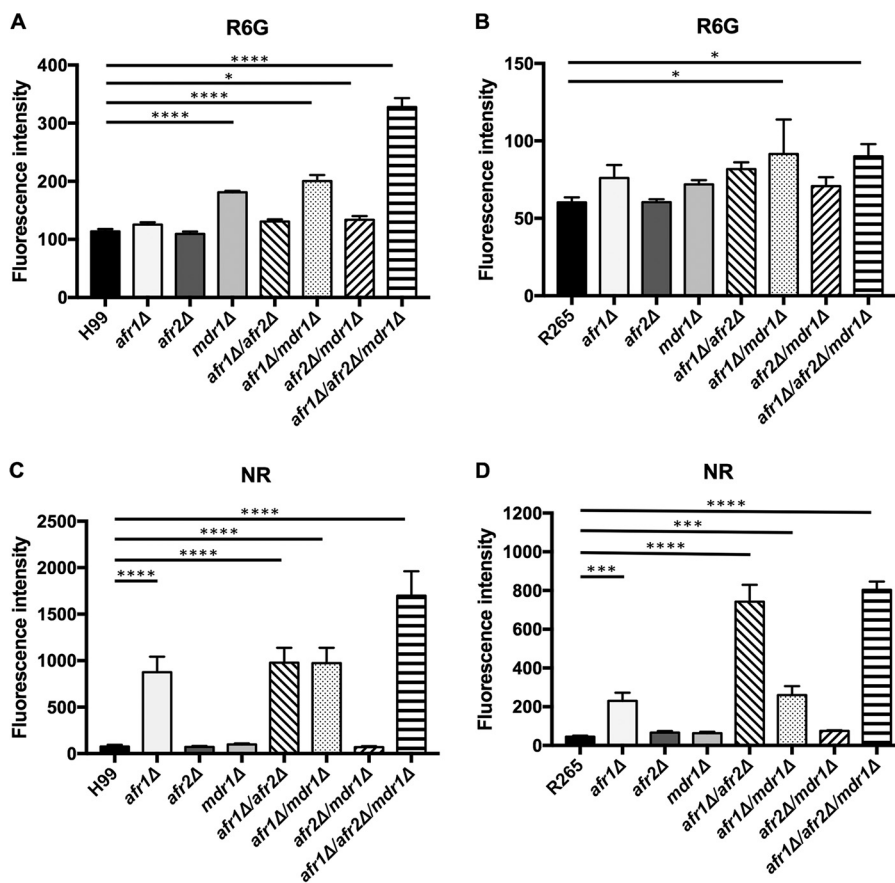 A
R6G
****
*
****
****
Fluorescence intensity
400
300
200
100
0
H99
afr1Δ
afr2Δ
mdr1Δ
afr1Δ/afr2Δ
afr1Δ/mdr1Δ
afr2Δ/mdr1Δ
afr1Δ/afr2Δ/mdr1Δ
B
R6G
*
*
Fluorescence intensity
150
100
50
0
R265
afr1Δ
afr2Δ
mdr1Δ
afr1Δ/afr2Δ
afr1Δ/mdr1Δ
afr2Δ/mdr1Δ
afr1Δ/afr2Δ/mdr1Δ
C
NR
****
****
****
****
Fluorescence intensity
2500
2000
1500
1000
500
0
H99
afr1Δ
afr2Δ
mdr1Δ
afr1Δ/afr2Δ
afr1Δ/mdr1Δ
afr2Δ/mdr1Δ
afr1Δ/afr2Δ/mdr1Δ
D
NR
****
***
****
***
Fluorescence intensity
1200
1000
800
600
400
200
0
R265
afr1Δ
afr2Δ
mdr1Δ
afr1Δ/afr2Δ
afr1Δ/mdr1Δ
afr2Δ/mdr1Δ
afr1Δ/afr2Δ/mdr1Δ